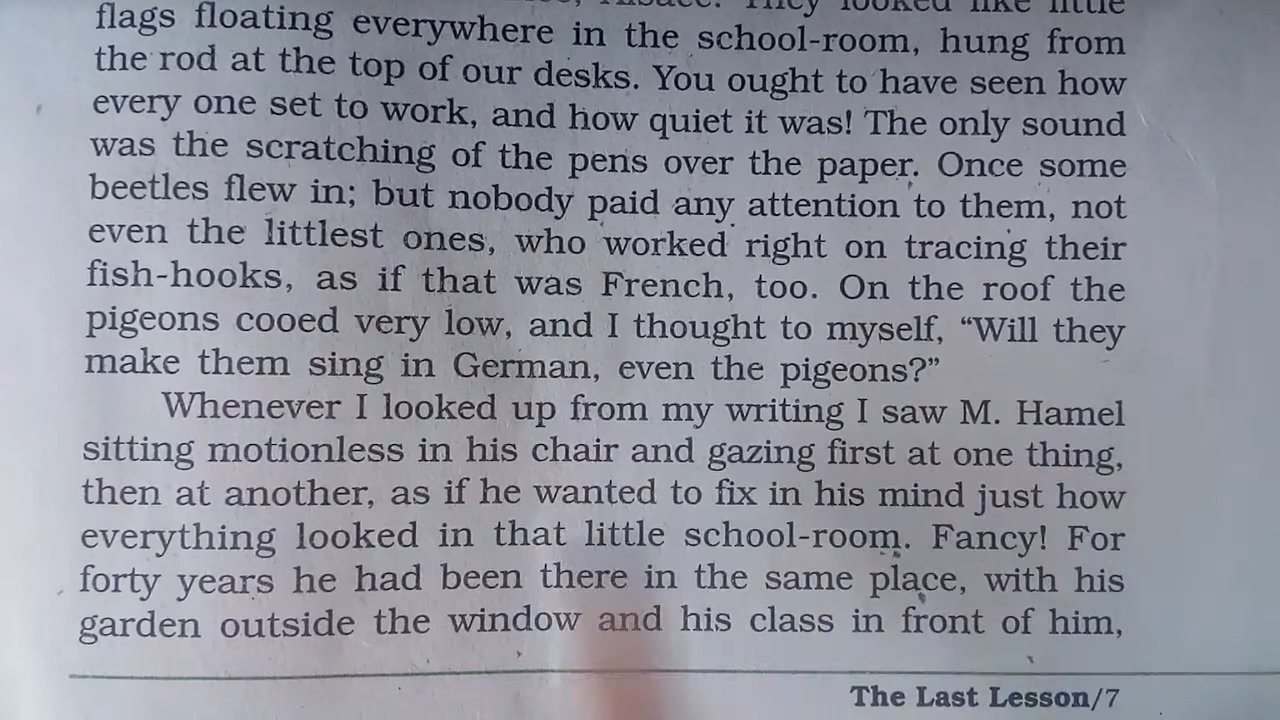 Alsace. They looked like little
flags floating everywhere in the school-room, hung from
the rod at the top of our desks. You ought to have seen how
every one set to work, and how quiet it was! The only sound
was the scratching of the pens over the paper. Once some
beetles flew in; but nobody paid any attention to them, not
even the littlest ones, who worked right on tracing their
fish-hooks, as if that was French, too. On the roof the
pigeons cooed very low, and I thought to myself, “Will they
make them sing in German, even the pigeons?”
Whenever I looked up from my writing I saw M. Hamel
sitting motionless in his chair and gazing first at one thing,
then at another, as if he wanted to fix in his mind just how
everything looked in that little school-room. Fancy! For
forty years he had been there in the same place, with his
garden outside the window and his class in front of him,
The Last Lesson/7